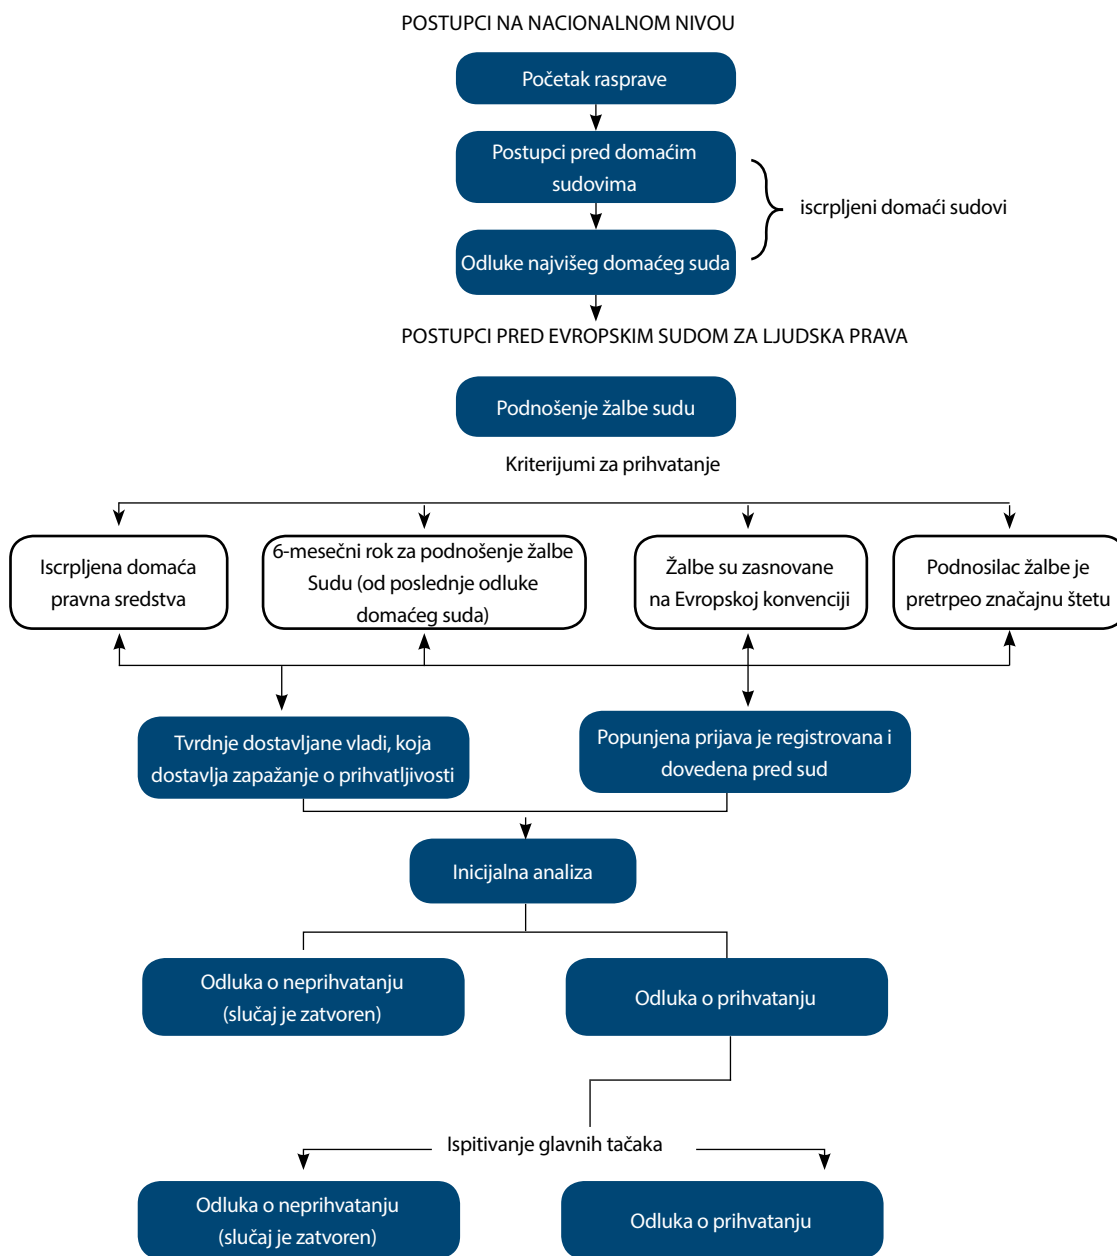 POSTUPCI NA NACIONALNOM NIVOU
Početak rasprave
Postupci pred domaćim
sudovima
iscrpljeni domaći sudovi
Odluke najvišeg domaćeg suda
POSTUPCI PRED EVROPSKIM SUDOM ZA LJUDSKA PRAVA
Podnošenje žalbe sudu
Kriterijumi za prihvatanje
Iscrpljena domaća
pravna sredstva
6-mesečni rok za podnošenje žalbe
Sudu (od poslednje odluke
domaćeg suda)
Žalbe su zasnovane
na Evropskoj konvenciji
Podnosilac žalbe je
pretrpeo značajnu štetu
Tvrdnje dostavljane vladi, koja
dostavlja zapažanje o prihvatljivosti
Popunjena prijava je registrovana i
dovedena pred sud
Inicijalna analiza
Odluka o neprihvatanju
(slučaj je zatvoren)
Odluka o prihvatanju
Ispitivanje glavnih tačaka
Odluka o neprihvatanju
(slučaj je zatvoren)
Odluka o prihvatanju